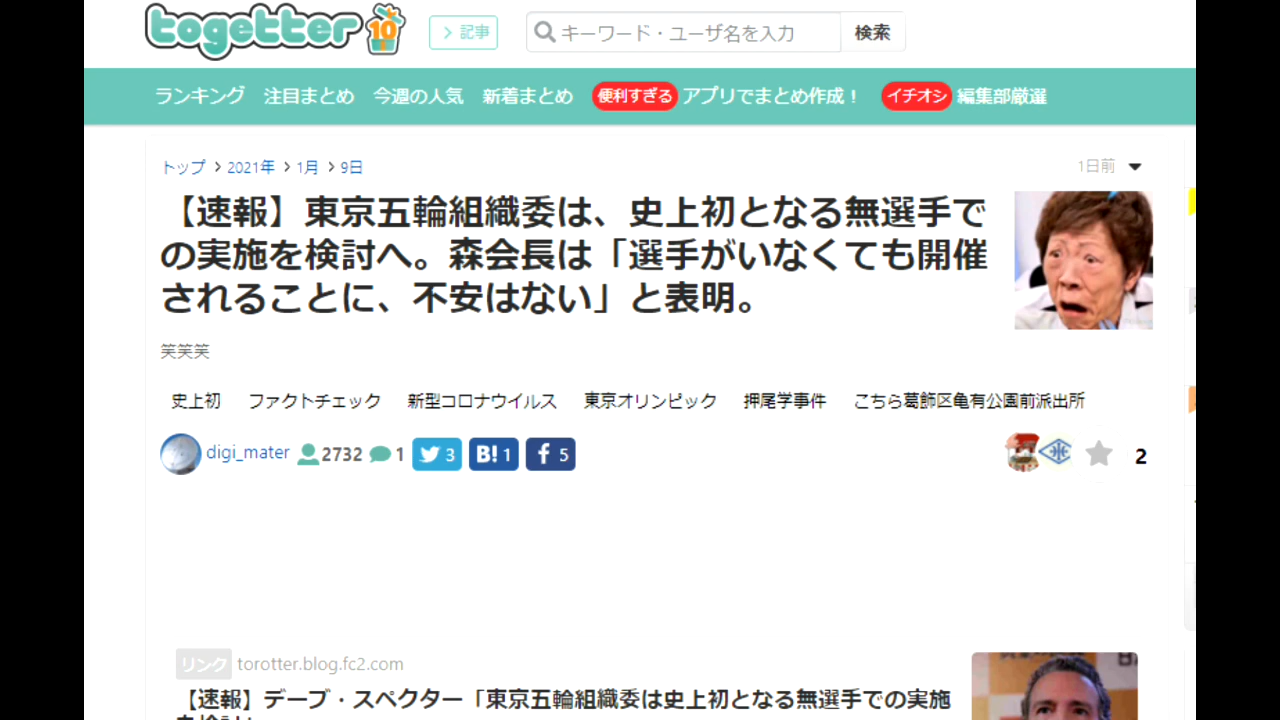 togetter 10
記事
キーワード・ユーザ名を入力
検索
ランキング 注目まとめ 今週の人気 新着まとめ 便利すぎる アプリでまとめ作成！ イチオシ 編集部厳選
トップ > 2021年 > 1月 > 9日
1日前
【速報】東京五輪組織委は、史上初となる無選手で
の実施を検討へ。森会長は「選手がいなくても開催
されることに、不安はない」と表明。
笑笑笑
史上初 ファクトチェック 新型コロナウイルス 東京オリンピック 押尾学事件 こちら葛飾区亀有公園前派出所
digi_mater 2732 1 3 B! 1 f 5
2
リンク torotter.blog.fc2.com
【速報】デーブ・スペクター「東京五輪組織委は史上初となる無選手での実施